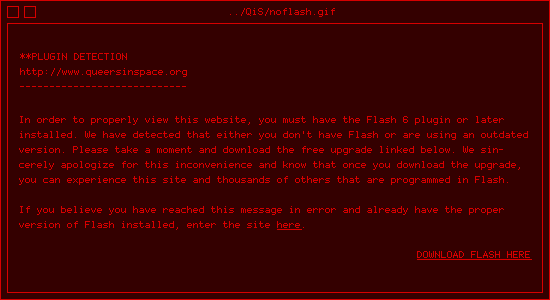 ../QiS/noflash.gif
**PLUGIN DETECTION
http://www.queersinspace.org
----------------------------
In order to properly view this website, you must have the Flash 6 plugin or later
installed. We have detected that either you don't have Flash or are using an outdated
version. Please take a moment and download the free upgrade linked below. We sin-
cerely apologize for this inconvenience and know that once you download the upgrade,
you can experience this site and thousands of others that are programmed in Flash.
If you believe you have reached this message in error and already have the proper
version of Flash installed, enter the site here.
DOWNLOAD FLASH HERE